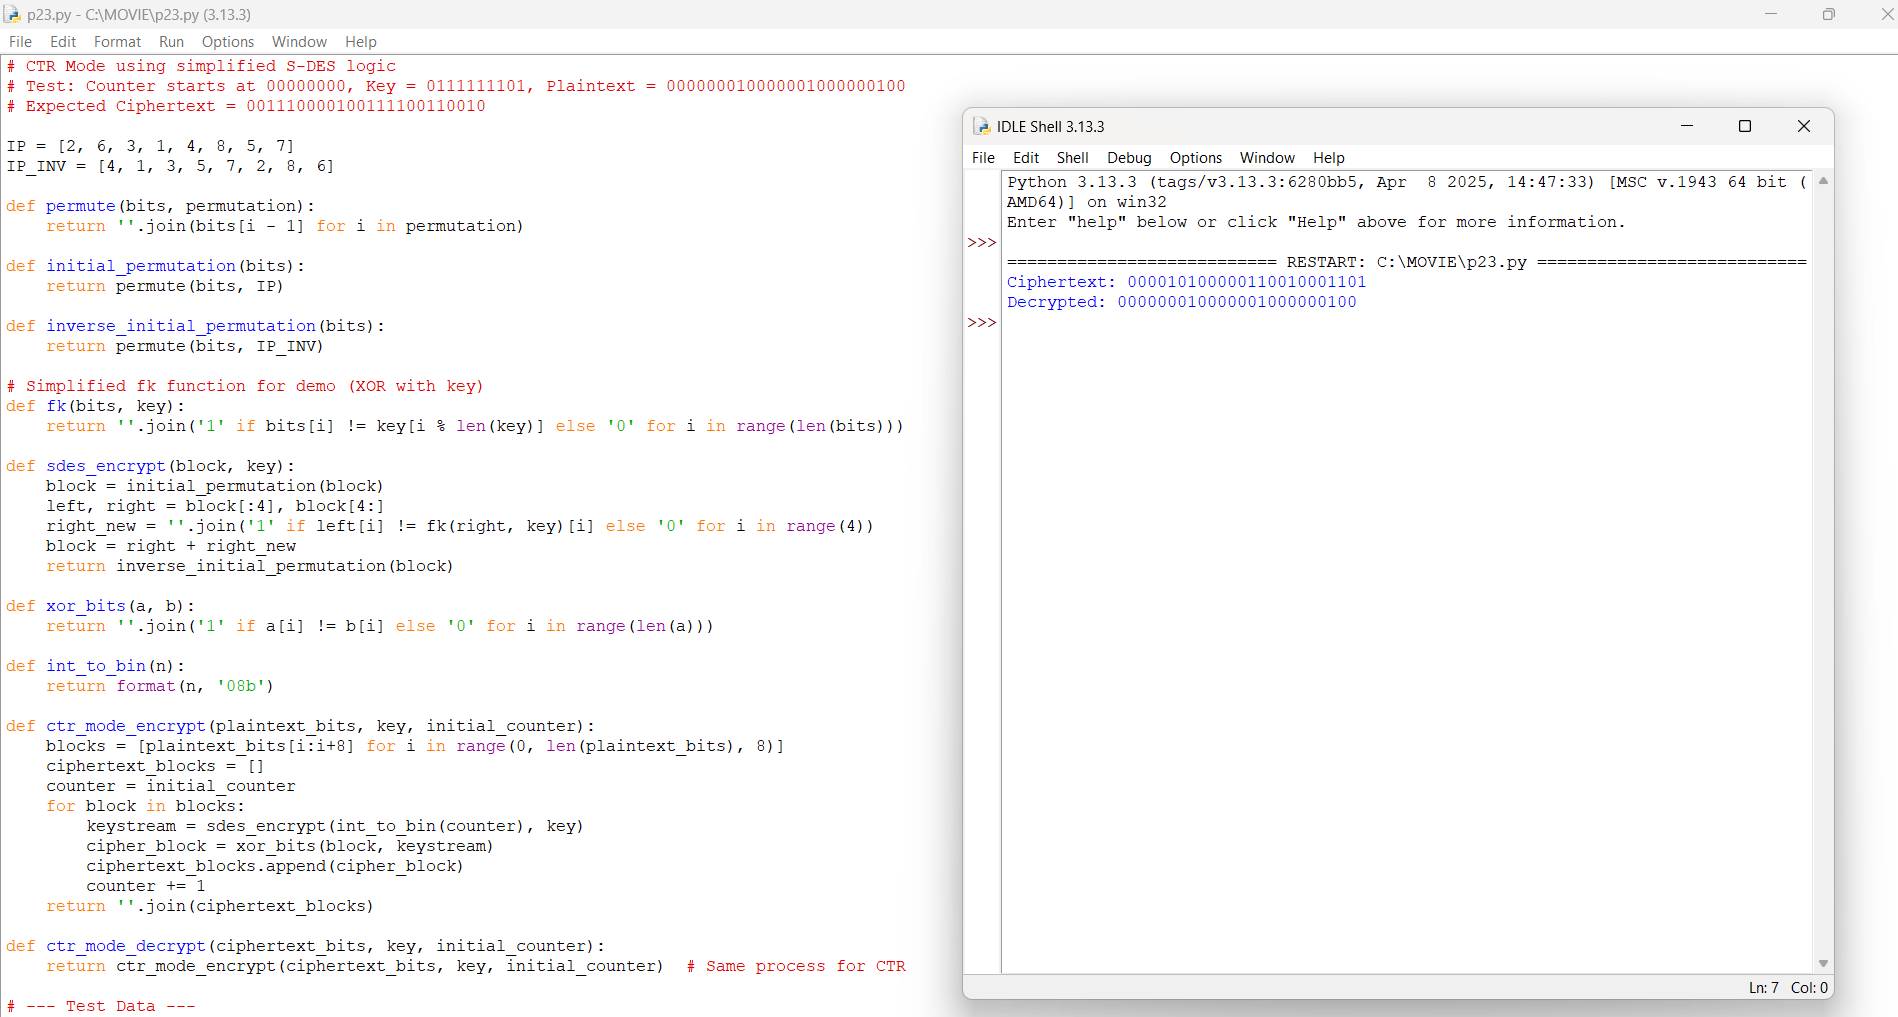 p23.py - C:\MOVIE\p23.py (3.13.3)
File Edit Format Run Options Window Help
# CTR Mode using simplified S-DES logic
# Test: Counter starts at 00000000, Key = 0111111101, Plaintext = 000000010000001000000100
# Expected Ciphertext = 001110000100111100110010
IP = [2, 6, 3, 1, 4, 8, 5, 7]
IP_INV = [4, 1, 3, 5, 7, 2, 8, 6]
def permute(bits, permutation):
    return ''.join(bits[i - 1] for i in permutation)
def initial_permutation(bits):
    return permute(bits, IP)
def inverse_initial_permutation(bits):
    return permute(bits, IP_INV)
# Simplified fk function for demo (XOR with key)
def fk(bits, key):
    return ''.join('1' if bits[i] != key[i % len(key)] else '0' for i in range(len(bits)))
def sdes_encrypt(block, key):
    block = initial_permutation(block)
    left, right = block[:4], block[4:]
    right_new = ''.join('1' if left[i] != fk(right, key)[i] else '0' for i in range(4))
    block = right + right_new
    return inverse_initial_permutation(block)
def xor_bits(a, b):
    return ''.join('1' if a[i] != b[i] else '0' for i in range(len(a)))
def int_to_bin(n):
    return format(n, '08b')
def ctr_mode_encrypt(plaintext_bits, key, initial_counter):
    blocks = [plaintext_bits[i:i+8] for i in range(0, len(plaintext_bits), 8)]
    ciphertext_blocks = []
    counter = initial_counter
    for block in blocks:
        keystream = sdes_encrypt(int_to_bin(counter), key)
        cipher_block = xor_bits(block, keystream)
        ciphertext_blocks.append(cipher_block)
        counter += 1
    return ''.join(ciphertext_blocks)
def ctr_mode_decrypt(ciphertext_bits, key, initial_counter):
    return ctr_mode_encrypt(ciphertext_bits, key, initial_counter)  # Same process for CTR
# --- Test Data ---
IDLE Shell 3.13.3
File Edit Shell Debug Options Window Help
Python 3.13.3 (tags/v3.13.3:6280bb5, Apr  8 2025, 14:47:33) [MSC v.1943 64 bit (
AMD64)] on win32
Enter "help" below or click "Help" above for more information.
>>>
=========================== RESTART: C:\MOVIE\p23.py ===========================
Ciphertext: 000010100000110010001101
Decrypted: 000000010000001000000100
>>>
Ln: 7 Col: 0